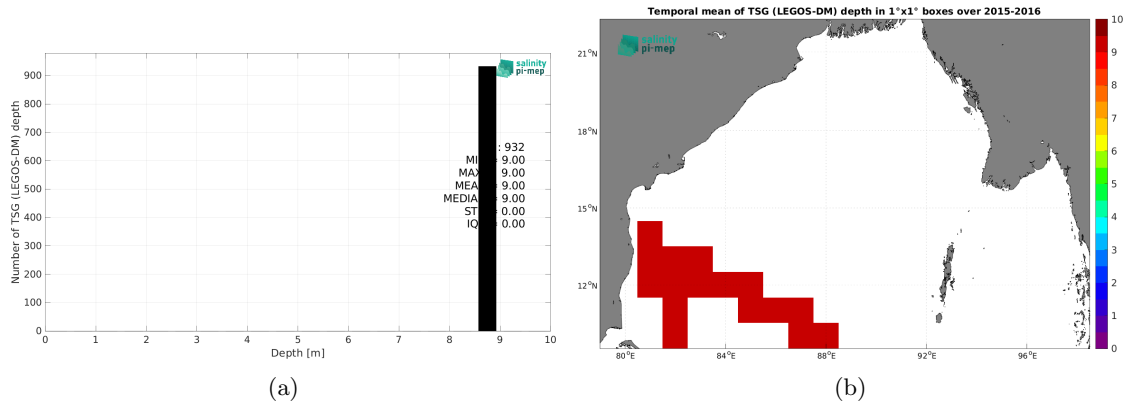 Temporal mean of TSG (LEGOS-DM) depth in 1°x1° boxes over 2015-2016
salinity
pi-mep
Number of TSG (LEGOS-DM) depth
900
800
700
600
500
400
300
200
100
0
: 932
MI = 9.00
MAX = 9.00
MEA = 9.00
MEDIA = 9.00
ST = 0.00
IQ = 0.00
0 1 2 3 4 5 6 7 8 9 10
Depth [m]
(a)
salinity
pi-mep
21°N
18°N
15°N
12°N
80°E 84°E 88°E 92°E 96°E
10
9
8
7
6
5
4
3
2
1
0
(b)